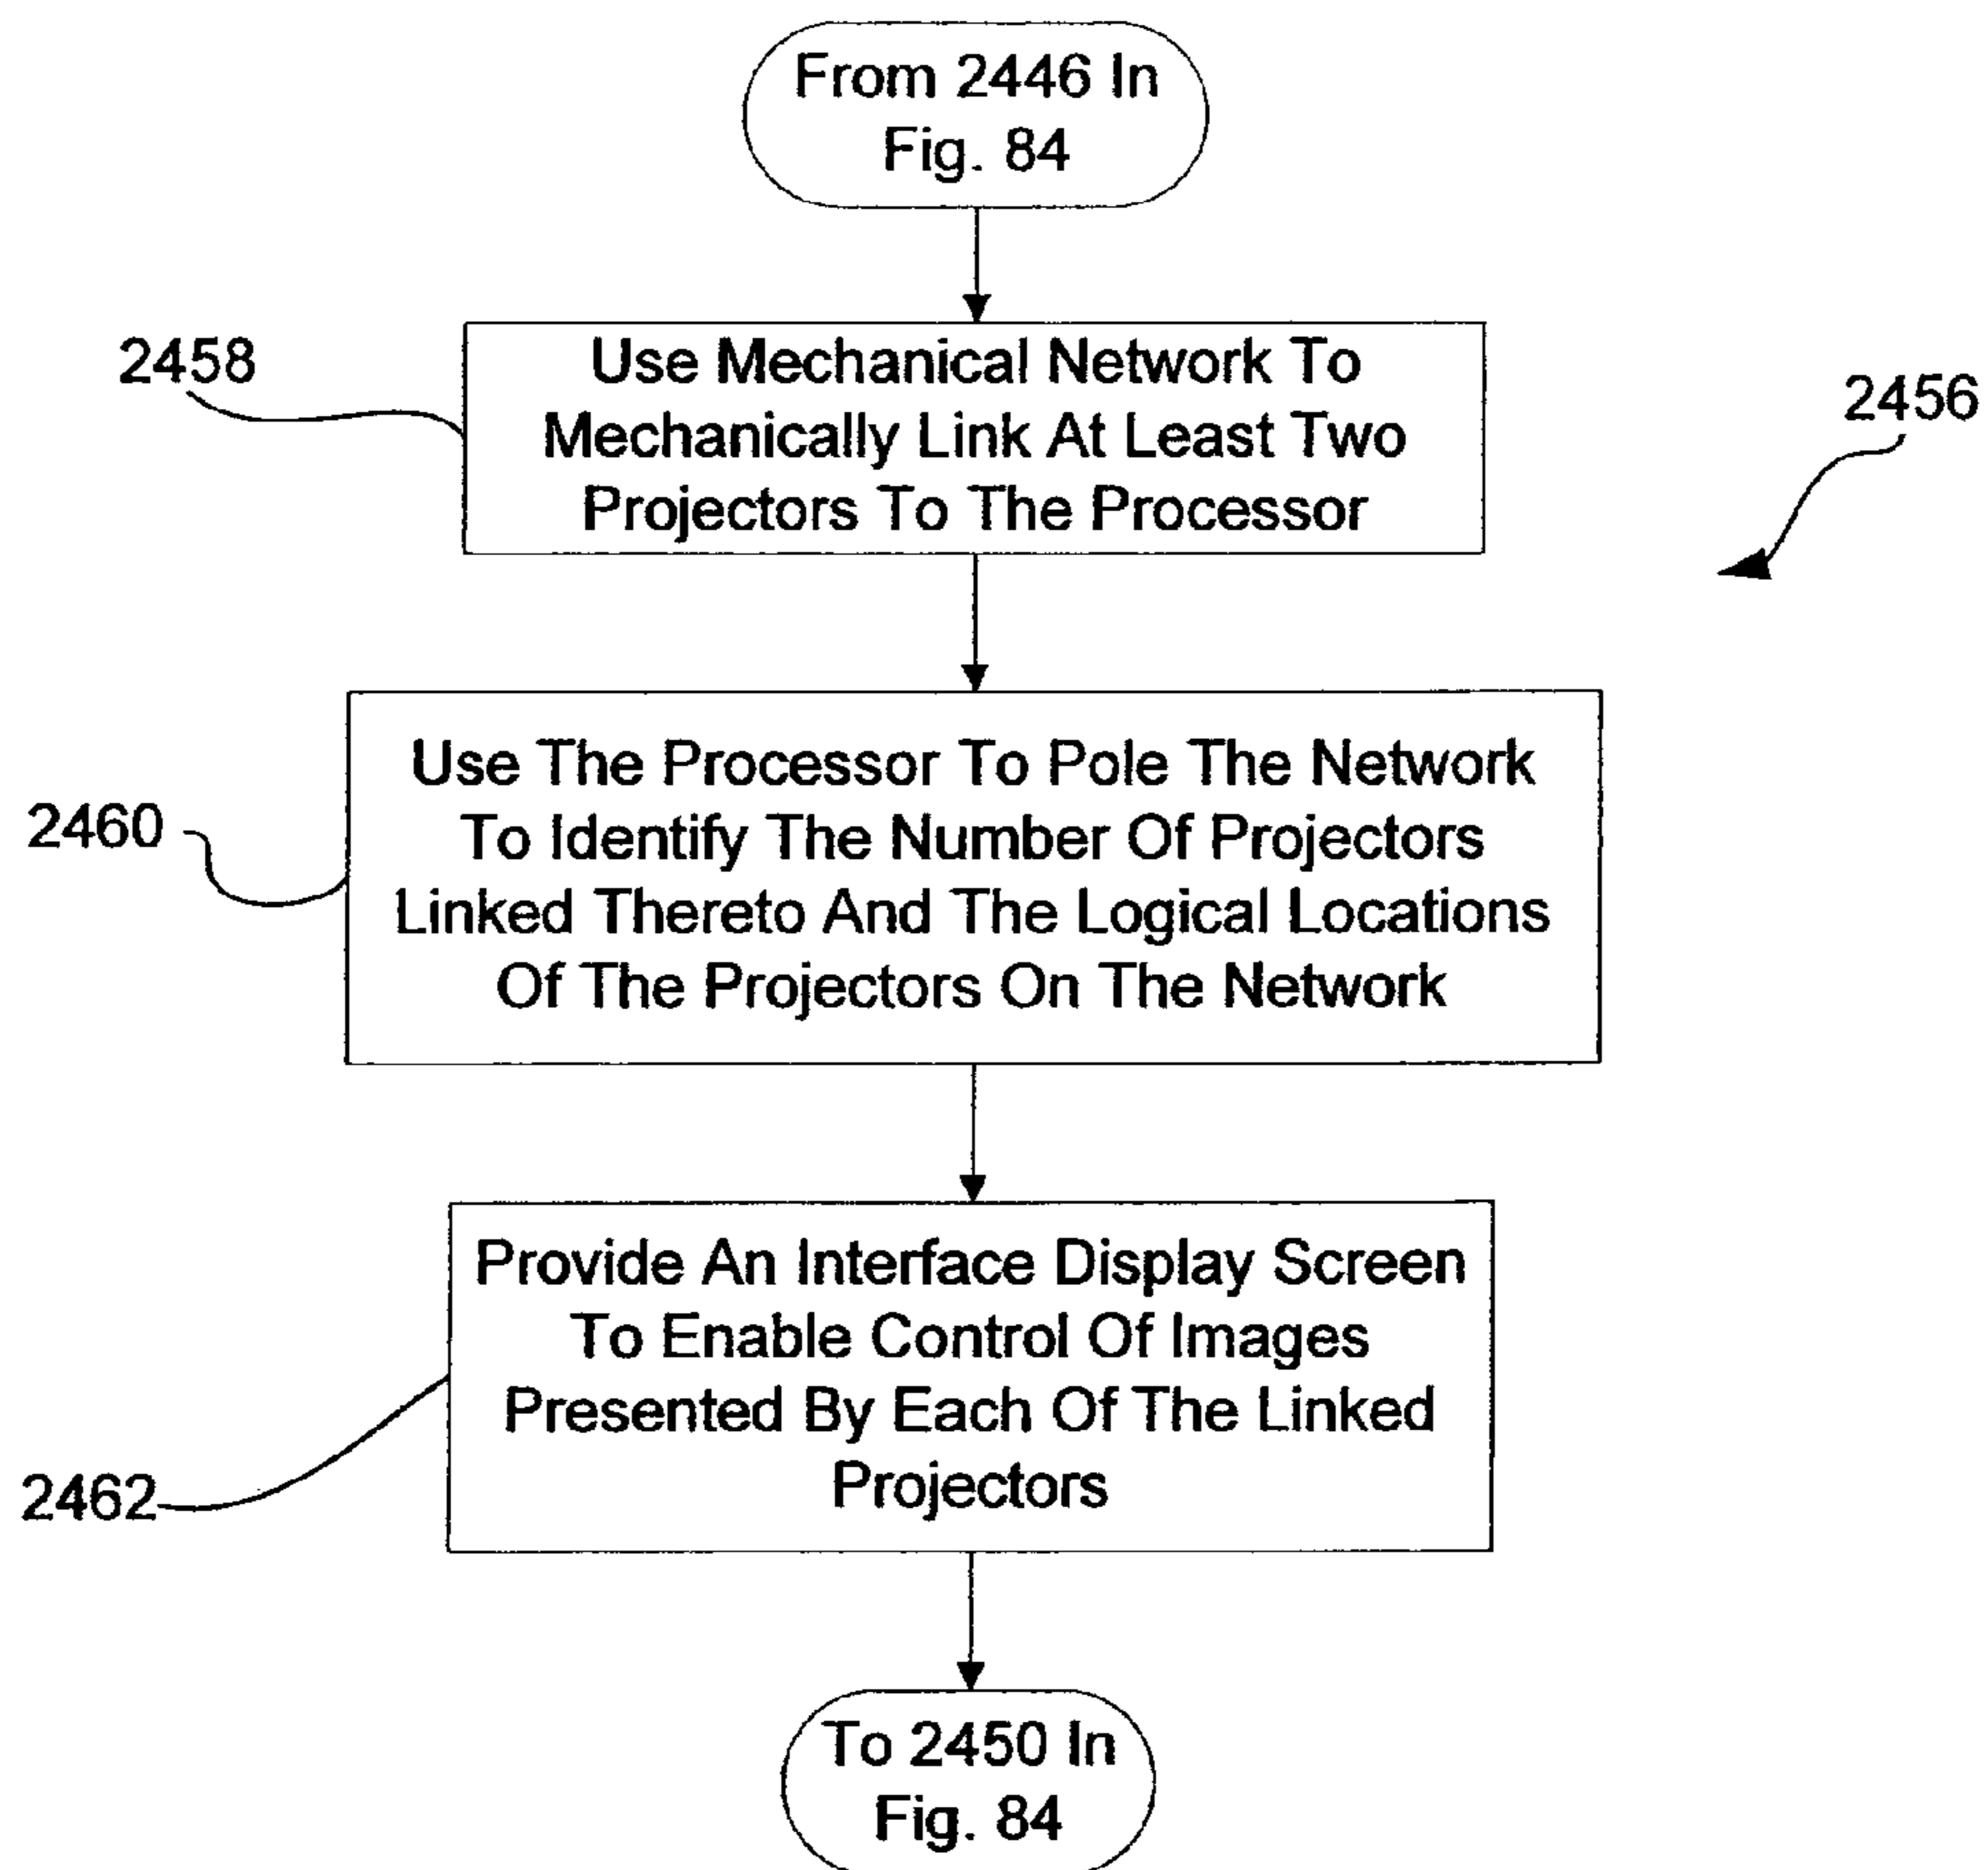 From 2446 In
Fig. 84
2458
Use Mechanical Network To
Mechanically Link At Least Two
Projectors To The Processor
2456
2460
Use The Processor To Pole The Network
To Identify The Number Of Projectors
Linked Thereto And The Logical Locations
Of The Projectors On The Network
2462
Provide An Interface Display Screen
To Enable Control Of Images
Presented By Each Of The Linked
Projectors
To 2450 In
Fig. 84